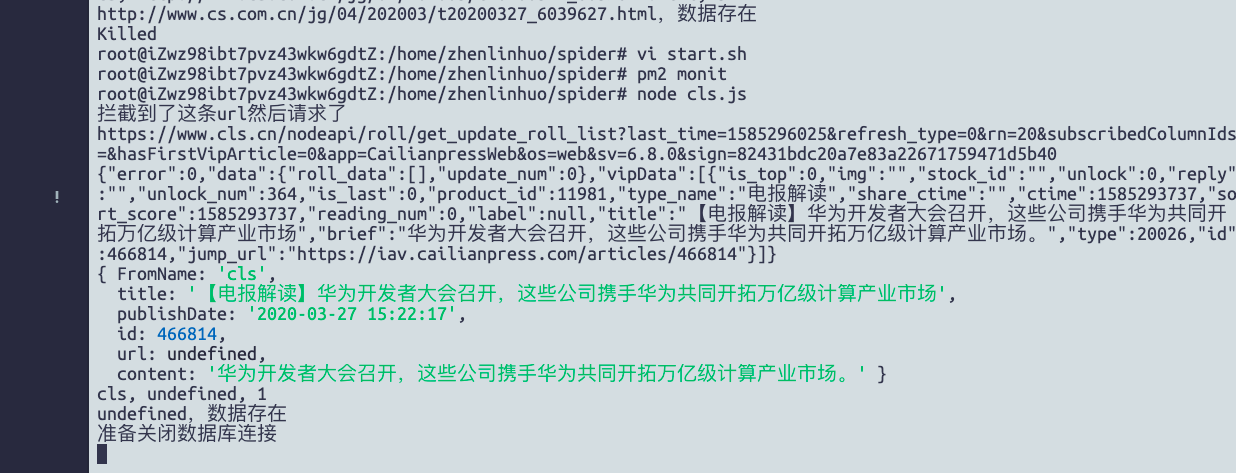 http://www.cs.com.cn/jg/04/202003/t20200327_6039627.html，数据存在
Killed
root@iZwz98ibt7pvz43wkw6gdtZ:/home/zhenlinhuo/spider# vi start.sh
root@iZwz98ibt7pvz43wkw6gdtZ:/home/zhenlinhuo/spider# pm2 monit
root@iZwz98ibt7pvz43wkw6gdtZ:/home/zhenlinhuo/spider# node cls.js
拦截到了这条url然后请求了
https://www.cls.cn/nodeapi/roll/get_update_roll_list?last_time=1585296025&refresh_type=0&rn=20&subscribedColumnIds
=&hasFirstVipArticle=0&app=CailianpressWeb&os=web&sv=6.8.0&sign=82431bdc20a7e83a22671759471d5b40
{"error":0,"data":{"roll_data":[],"update_num":0},"vipData":[{"is_top":0,"img":"","stock_id":"","unlock":0,"reply"
:"","unlock_num":364,"is_last":0,"product_id":11981,"type_name":"电报解读","share_ctime":"","ctime":1585293737,"so
rt_score":1585293737,"reading_num":0,"label":null,"title":"【电报解读】华为开发者大会召开，这些公司携手华为共同开
拓万亿级计算产业市场","brief":"华为开发者大会召开，这些公司携手华为共同开拓万亿级计算产业市场。","type":20026,"id"
:466814,"jump_url":"https://iav.cailianpress.com/articles/466814"}]}
{ FromName: 'cls',
title: '【电报解读】华为开发者大会召开，这些公司携手华为共同开拓万亿级计算产业市场',
publishDate: '2020-03-27 15:22:17',
id: 466814,
url: undefined,
content: '华为开发者大会召开，这些公司携手华为共同开拓万亿级计算产业市场。' }
cls, undefined, 1
undefined，数据存在
准备关闭数据库连接